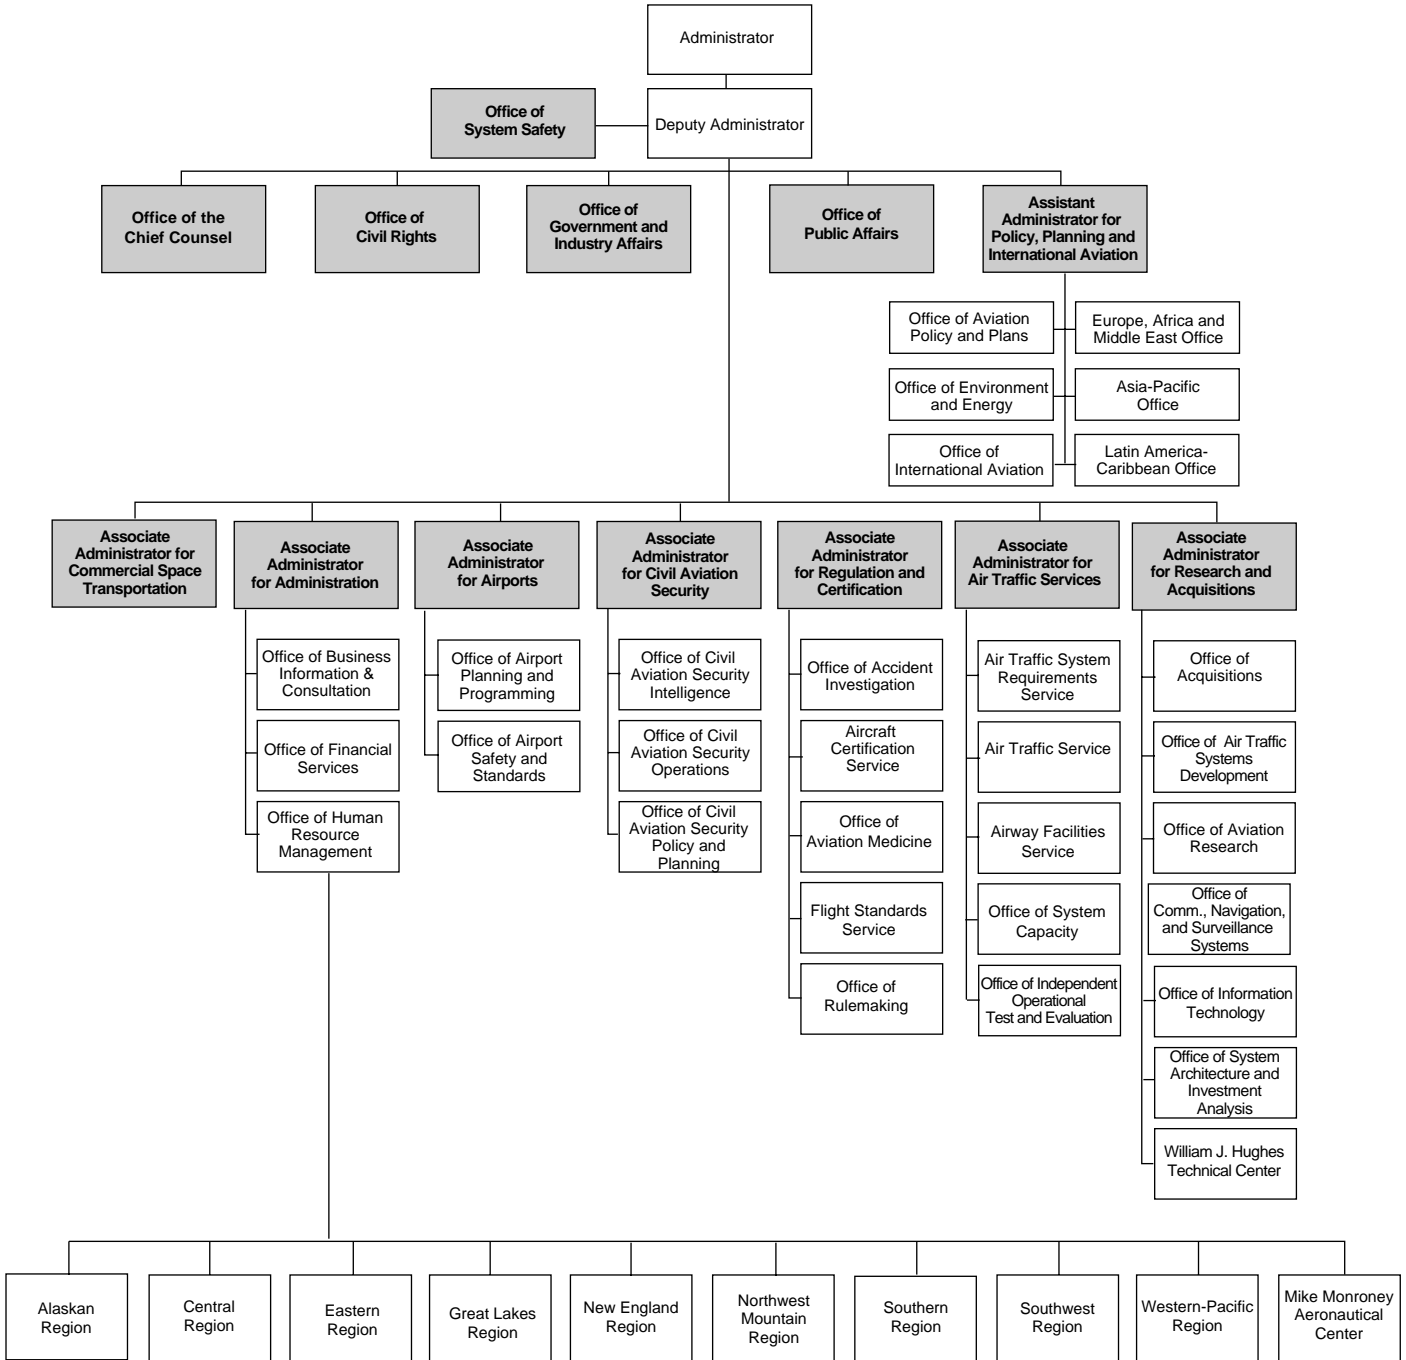 Administrator
Office of
System Safety
Deputy Administrator
Office of the
Chief Counsel
Office of
Civil Rights
Office of
Government and
Industry Affairs
Office of
Public Affairs
Assistant
Administrator for
Policy, Planning and
International Aviation
Office of Aviation
Policy and Plans
Europe, Africa and
Middle East Office
Office of Environment
and Energy
Asia-Pacific
Office
Office of
International Aviation
Latin America-
Caribbean Office
Associate
Administrator for
Commercial Space
Transportation
Associate
Administrator
for Administration
Associate
Administrator
for Airports
Associate
Administrator
for Civil Aviation
Security
Associate
Administrator
for Regulation and
Certification
Associate
Administrator for
Air Traffic Services
Associate
Administrator
for Research and
Acquisitions
Office of Business
Information &
Consultation
Office of Financial
Services
Office of Human
Resource
Management
Office of Airport
Planning and
Programming
Office of Airport
Safety and
Standards
Office of Civil
Aviation Security
Intelligence
Office of Civil
Aviation Security
Operations
Office of Civil
Aviation Security
Policy and
Planning
Office of Accident
Investigation
Aircraft
Certification
Service
Office of
Aviation Medicine
Flight Standards
Service
Office of
Rulemaking
Air Traffic System
Requirements
Service
Air Traffic Service
Airway Facilities
Service
Office of System
Capacity
Office of Independent
Operational
Test and Evaluation
Office of
Acquisitions
Office of Air Traffic
Systems
Development
Office of Aviation
Research
Office of
Comm., Navigation,
and Surveillance
Systems
Office of Information
Technology
Office of System
Architecture and
Investment
Analysis
William J. Hughes
Technical Center
Alaskan
Region
Central
Region
Eastern
Region
Great Lakes
Region
New England
Region
Northwest
Mountain
Region
Southern
Region
Southwest
Region
Western-Pacific
Region
Mike Monroney
Aeronautical
Center